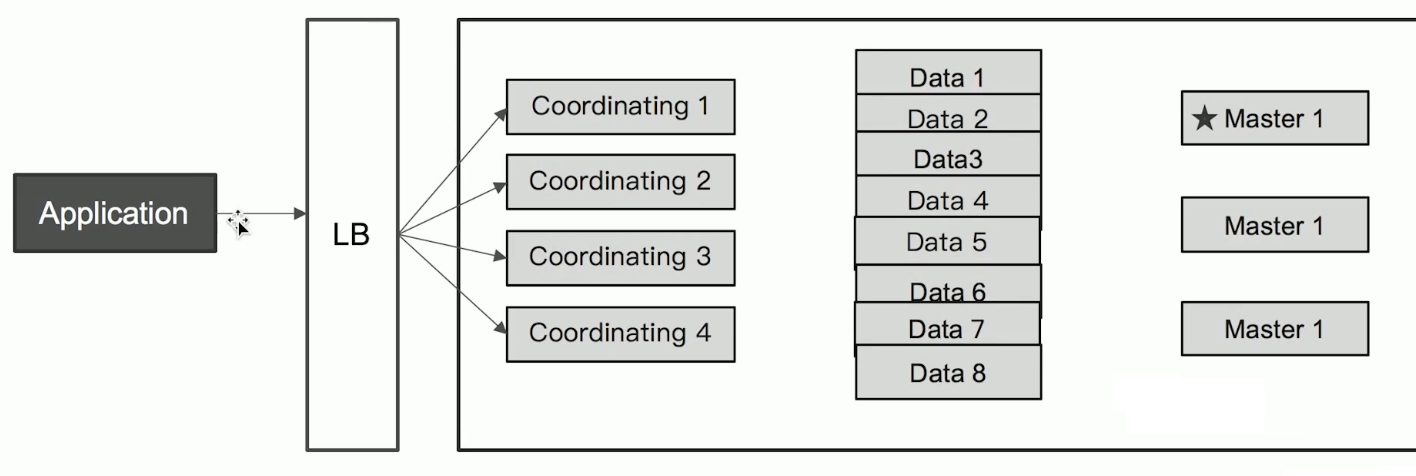 Application
LB
Coordinating 1
Coordinating 2
Coordinating 3
Coordinating 4
Data 1
Data 2
Data3
Data 4
Data 5
Data 6
Data 7
Data 8
★ Master 1
Master 1
Master 1